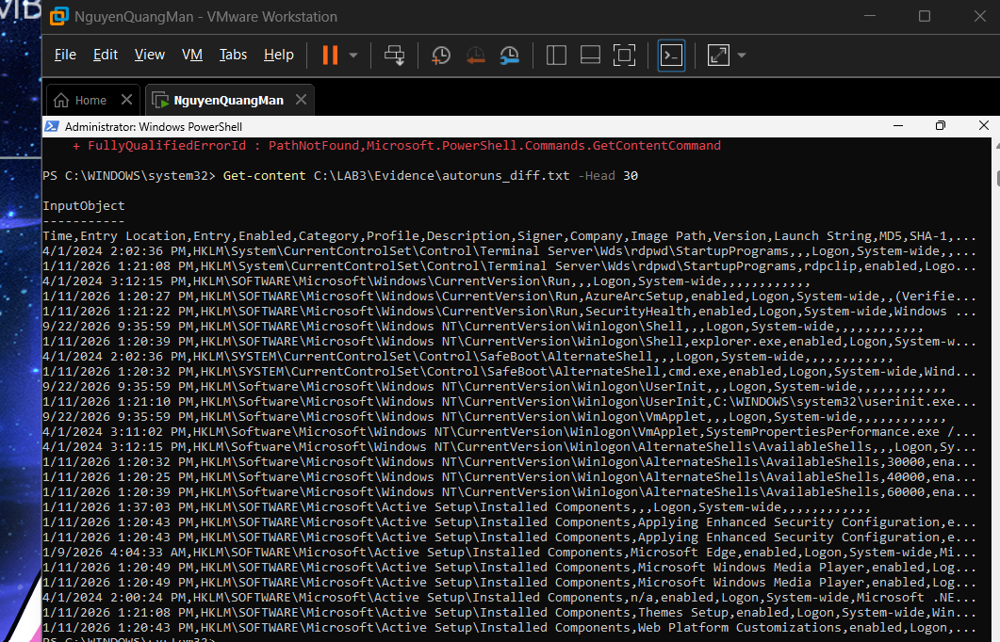 NguyenQuangMan - VMware Workstation
File Edit View VM Tabs Help
Home NguyenQuangMan
Administrator: Windows PowerShell
+ FullyQualifiedErrorId : PathNotFound,Microsoft.PowerShell.Commands.GetContentCommand
PS C:\WINDOWS\system32> Get-content C:\LAB3\Evidence\autoruns_diff.txt -Head 30
InputObject
-----------
Time,Entry Location,Entry,Enabled,Category,Profile,Description,Signer,Company,Image Path,Version,Launch String,MD5,SHA-1,...
4/1/2024 2:02:36 PM,HKLM\System\CurrentControlSet\Control\Terminal Server\Wds\rdpwd\StartupPrograms,,,Logon,System-wide,,...
1/11/2026 1:21:08 PM,HKLM\System\CurrentControlSet\Control\Terminal Server\Wds\rdpwd\StartupPrograms,rdpclip,enabled,Logo...
4/1/2024 3:12:15 PM,HKLM\SOFTWARE\Microsoft\Windows\CurrentVersion\Run,,,Logon,System-wide,,,,,,,,,,,,
1/11/2026 1:20:27 PM,HKLM\SOFTWARE\Microsoft\Windows\CurrentVersion\Run,AzureArcSetup,enabled,Logon,System-wide,,(Verifie...
1/11/2026 1:21:22 PM,HKLM\SOFTWARE\Microsoft\Windows\CurrentVersion\Run,SecurityHealth,enabled,Logon,System-wide,Windows ...
9/22/2026 9:35:59 PM,HKLM\SOFTWARE\Microsoft\Windows NT\CurrentVersion\Winlogon\Shell,,,Logon,System-wide,,,,,,,,,,,,
1/11/2026 1:20:39 PM,HKLM\SOFTWARE\Microsoft\Windows NT\CurrentVersion\Winlogon\Shell,explorer.exe,enabled,Logon,System-w...
4/1/2024 2:02:36 PM,HKLM\SYSTEM\CurrentControlSet\Control\SafeBoot\AlternateShell,,,Logon,System-wide,,,,,,,,,,,,
1/11/2026 1:20:32 PM,HKLM\SYSTEM\CurrentControlSet\Control\SafeBoot\AlternateShell,cmd.exe,enabled,Logon,System-wide,Wind...
9/22/2026 9:35:59 PM,HKLM\Software\Microsoft\Windows NT\CurrentVersion\Winlogon\UserInit,,,Logon,System-wide,,,,,,,,,,,,
1/11/2026 1:21:10 PM,HKLM\Software\Microsoft\Windows NT\CurrentVersion\Winlogon\UserInit,C:\WINDOWS\system32\userinit.exe...
9/22/2026 9:35:59 PM,HKLM\Software\Microsoft\Windows NT\CurrentVersion\Winlogon\VmApplet,,,Logon,System-wide,,,,,,,,,,,,
4/1/2024 3:11:02 PM,HKLM\Software\Microsoft\Windows NT\CurrentVersion\Winlogon\VmApplet,SystemPropertiesPerformance.exe /...
4/1/2024 3:12:15 PM,HKLM\Software\Microsoft\Windows NT\CurrentVersion\Winlogon\AlternateShells\AvailableShells,,,Logon,Sy...
1/11/2026 1:20:32 PM,HKLM\Software\Microsoft\Windows NT\CurrentVersion\Winlogon\AlternateShells\AvailableShells,30000,ena...
1/11/2026 1:20:25 PM,HKLM\Software\Microsoft\Windows NT\CurrentVersion\Winlogon\AlternateShells\AvailableShells,40000,ena...
1/11/2026 1:20:39 PM,HKLM\Software\Microsoft\Windows NT\CurrentVersion\Winlogon\AlternateShells\AvailableShells,60000,ena...
1/11/2026 1:37:03 PM,HKLM\SOFTWARE\Microsoft\Active Setup\Installed Components,,,Logon,System-wide,,,,,,,,,,,,
1/11/2026 1:20:43 PM,HKLM\SOFTWARE\Microsoft\Active Setup\Installed Components,Applying Enhanced Security Configuration,e...
1/11/2026 1:20:43 PM,HKLM\SOFTWARE\Microsoft\Active Setup\Installed Components,Applying Enhanced Security Configuration,e...
1/9/2026 4:04:33 AM,HKLM\SOFTWARE\Microsoft\Active Setup\Installed Components,Microsoft Edge,enabled,Logon,System-wide,Mi...
1/11/2026 1:20:49 PM,HKLM\SOFTWARE\Microsoft\Active Setup\Installed Components,Microsoft Windows Media Player,enabled,Log...
1/11/2026 1:20:49 PM,HKLM\SOFTWARE\Microsoft\Active Setup\Installed Components,Microsoft Windows Media Player,enabled,Log...
4/1/2024 2:00:24 PM,HKLM\SOFTWARE\Microsoft\Active Setup\Installed Components,n/a,enabled,Logon,System-wide,Microsoft .NE...
1/11/2026 1:21:08 PM,HKLM\SOFTWARE\Microsoft\Active Setup\Installed Components,Themes Setup,enabled,Logon,System-wide,Win...
1/11/2026 1:20:43 PM,HKLM\SOFTWARE\Microsoft\Active Setup\Installed Components,Web Platform Customizations,enabled,Logon,...
PS C:\WINDOWS\system32>